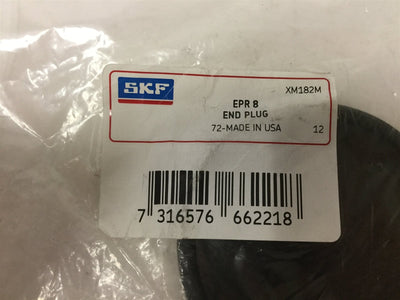 SKF
XM182M
EPR 8
END PLUG
72-MADE IN USA 12
7 316576 662218